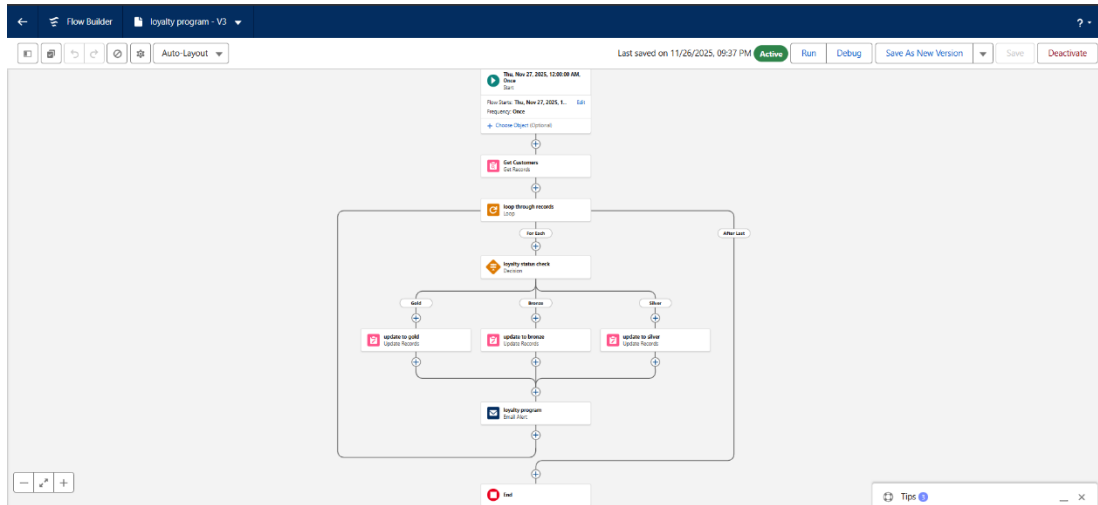 Flow Builder
loyalty program - V3
?
Auto-Layout
Last saved on 11/26/2025, 09:37 PM
Active
Run
Debug
Save As New Version
Save
Deactivate
Thu, Nov 27, 2025, 12:00:00 AM,
Once
Start
Flow Starts: Thu, Nov 27, 2025, 1...
Edit
Frequency: Once
+ Choose Object (Optional)
Get Customers
Get Records
loop through records
Loop
For Each
After Last
loyalty status check
Decision
Gold
Bronze
Silver
update to gold
Update Records
update to bronze
Update Records
update to silver
Update Records
loyalty program
Email Alert
End
Tips